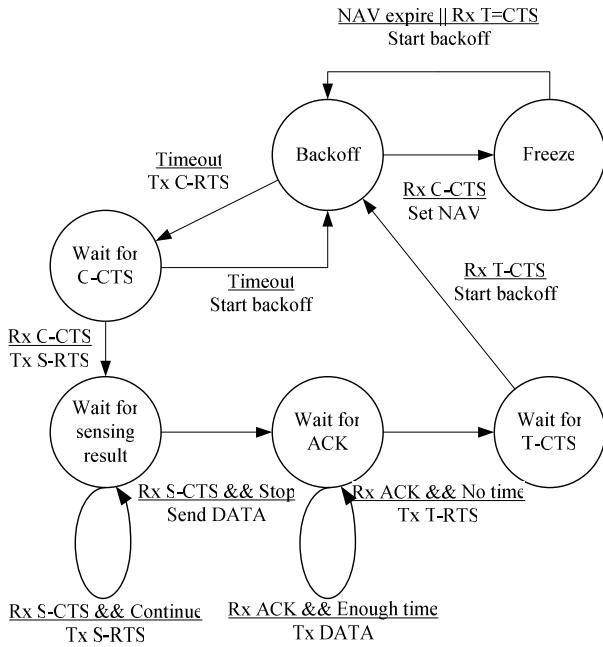 NAV expire || Rx T=CTS
Start backoff
Backoff
Freeze
Timeout
Tx C-RTS
Rx C-CTS
Set NAV
Wait for
C-CTS
Timeout
Start backoff
Rx T-CTS
Start backoff
Rx C-CTS
Tx S-RTS
Wait for
sensing
result
Wait for
ACK
Wait for
T-CTS
Rx S-CTS && Stop
Send DATA
Rx ACK && No time
Tx T-RTS
Rx S-CTS && Continue
Tx S-RTS
Rx ACK && Enough time
Tx DATA